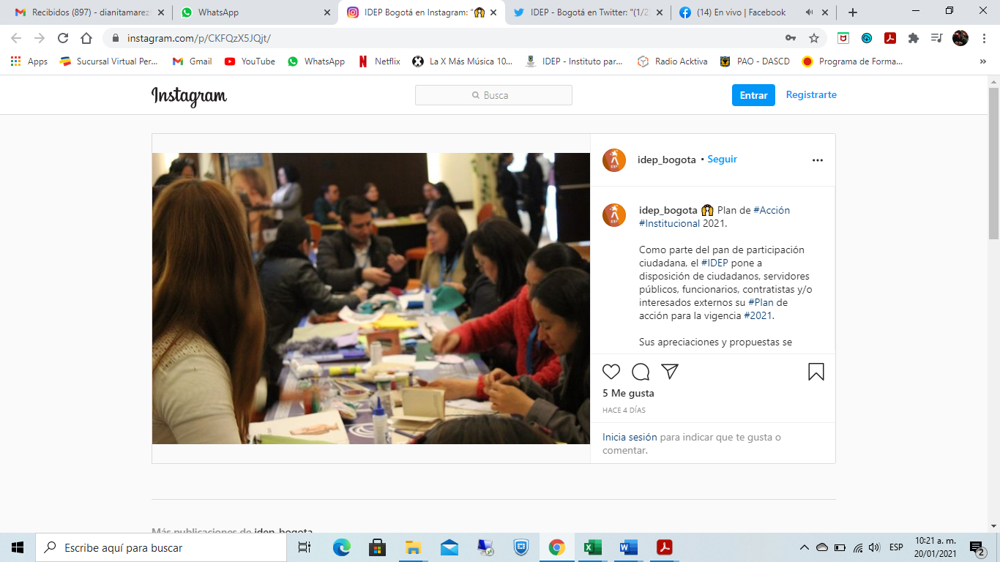 Recibidos (897) - dianitamarez
WhatsApp
IDEP Bogotá en Instagram: "
IDEP - Bogotá en Twitter: "(1/2
(14) En vivo | Facebook
instagram.com/p/CKFQzX5JQjt/
Apps
Sucursal Virtual Per...
Gmail
YouTube
WhatsApp
Netflix
La X Más Música 10...
IDEP - Instituto par...
Radio Acktiva
PAO - DASCD
Programa de Forma...
»
Instagram
Busca
Entrar
Registrarte
idep_bogota • Seguir
idep_bogota 🙌 Plan de #Acción
#Institucional 2021.
Como parte del pan de participación
ciudadana, el #IDEP pone a
disposición de ciudadanos, servidores
públicos, funcionarios, contratistas y/o
interesados externos su #Plan de
acción para la vigencia #2021.
Sus apreciaciones y propuestas se
5 Me gusta
HACE 4 DÍAS
Inicia sesión para indicar que te gusta o
comentar.
Más publicaciones de idep_bogota
Escribe aquí para buscar
ESP
10:21 a. m.
20/01/2021
2